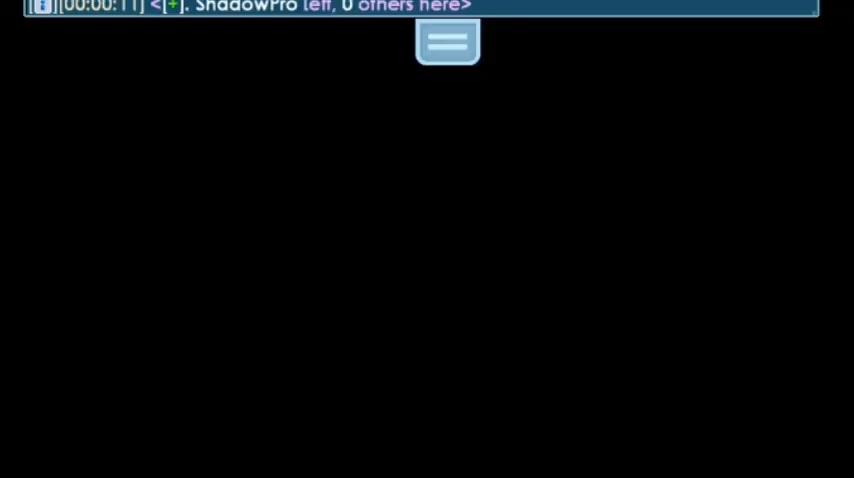 [i][00:00:11] <[+]. ShadowPro left, 0 others here>